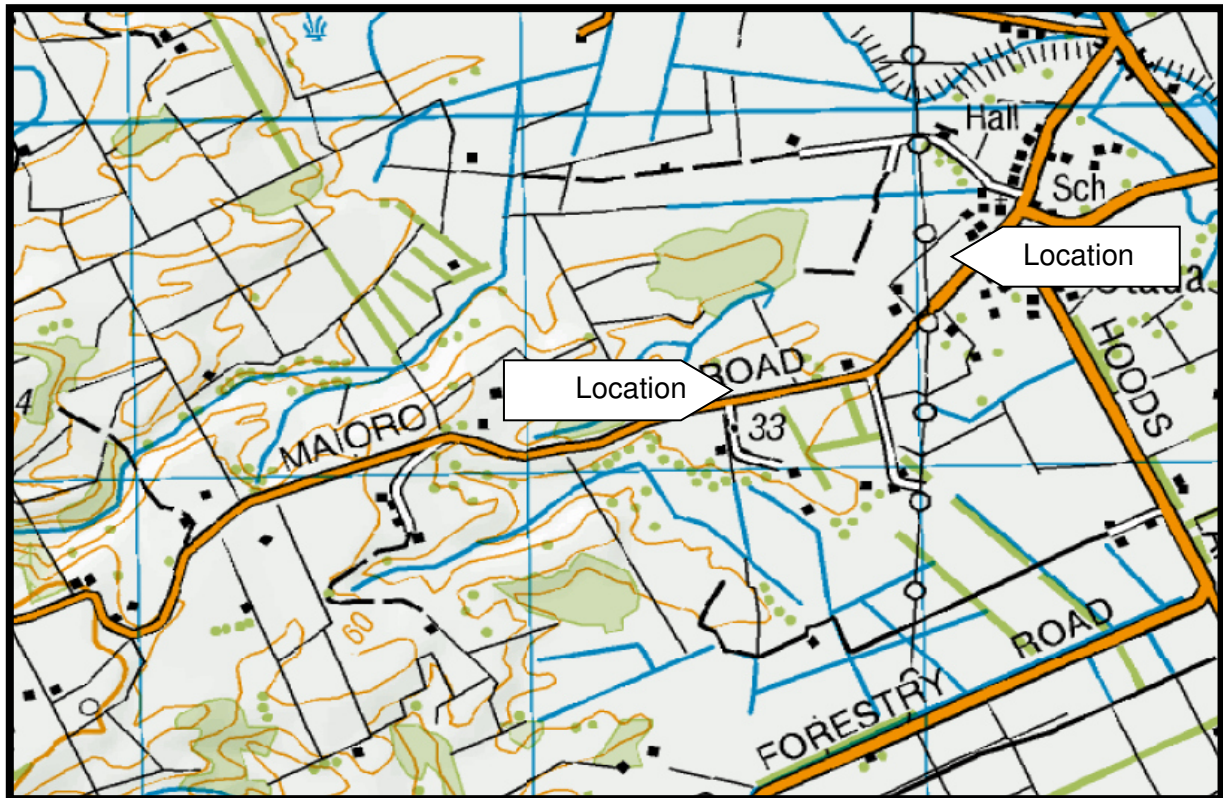 Hall
Sch
Location
HOODS
Location
ROAD
4
33
MAIORO
60
ROAD
FORESTRY